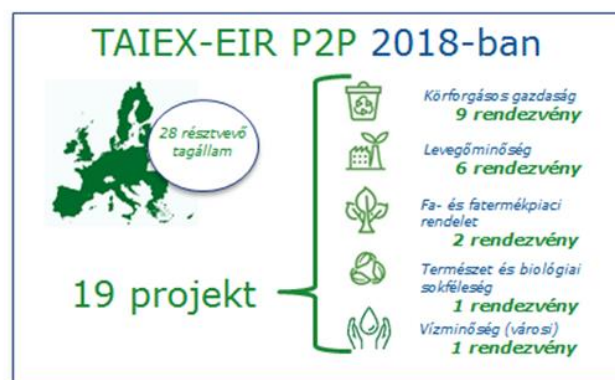 TAIEX-EIR P2P 2018-ban
28 résztvevő
tagállam
19 projekt
Körforgásos gazdaság
9 rendezvény
Levegőminőség
6 rendezvény
Fa- és fatermékpiaci
rendelet
2 rendezvény
Természet és biológiai
sokféleség
1 rendezvény
Vízminőség (városi)
1 rendezvény